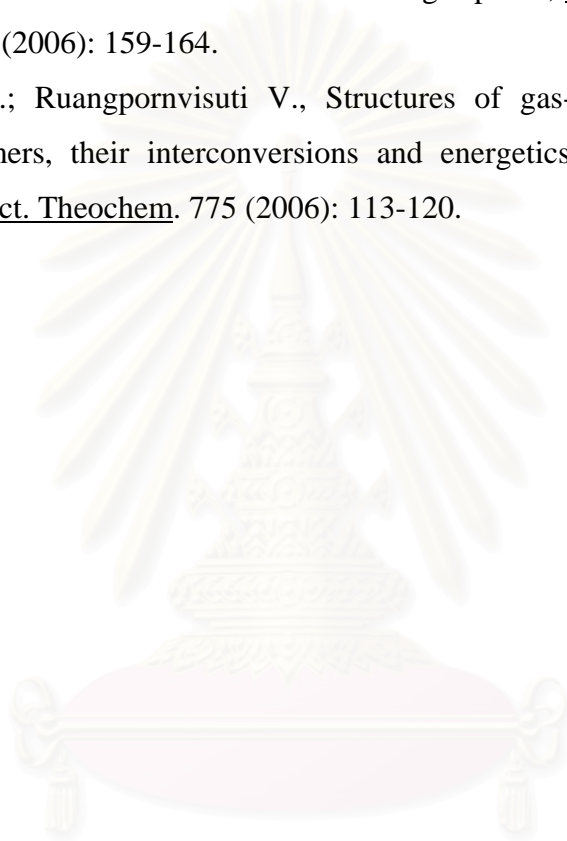 (2006): 159-164.
.; Ruangpornvisuti V., Structures of gas-
ners, their interconversions and energetics
ct. Theochem. 775 (2006): 113-120.